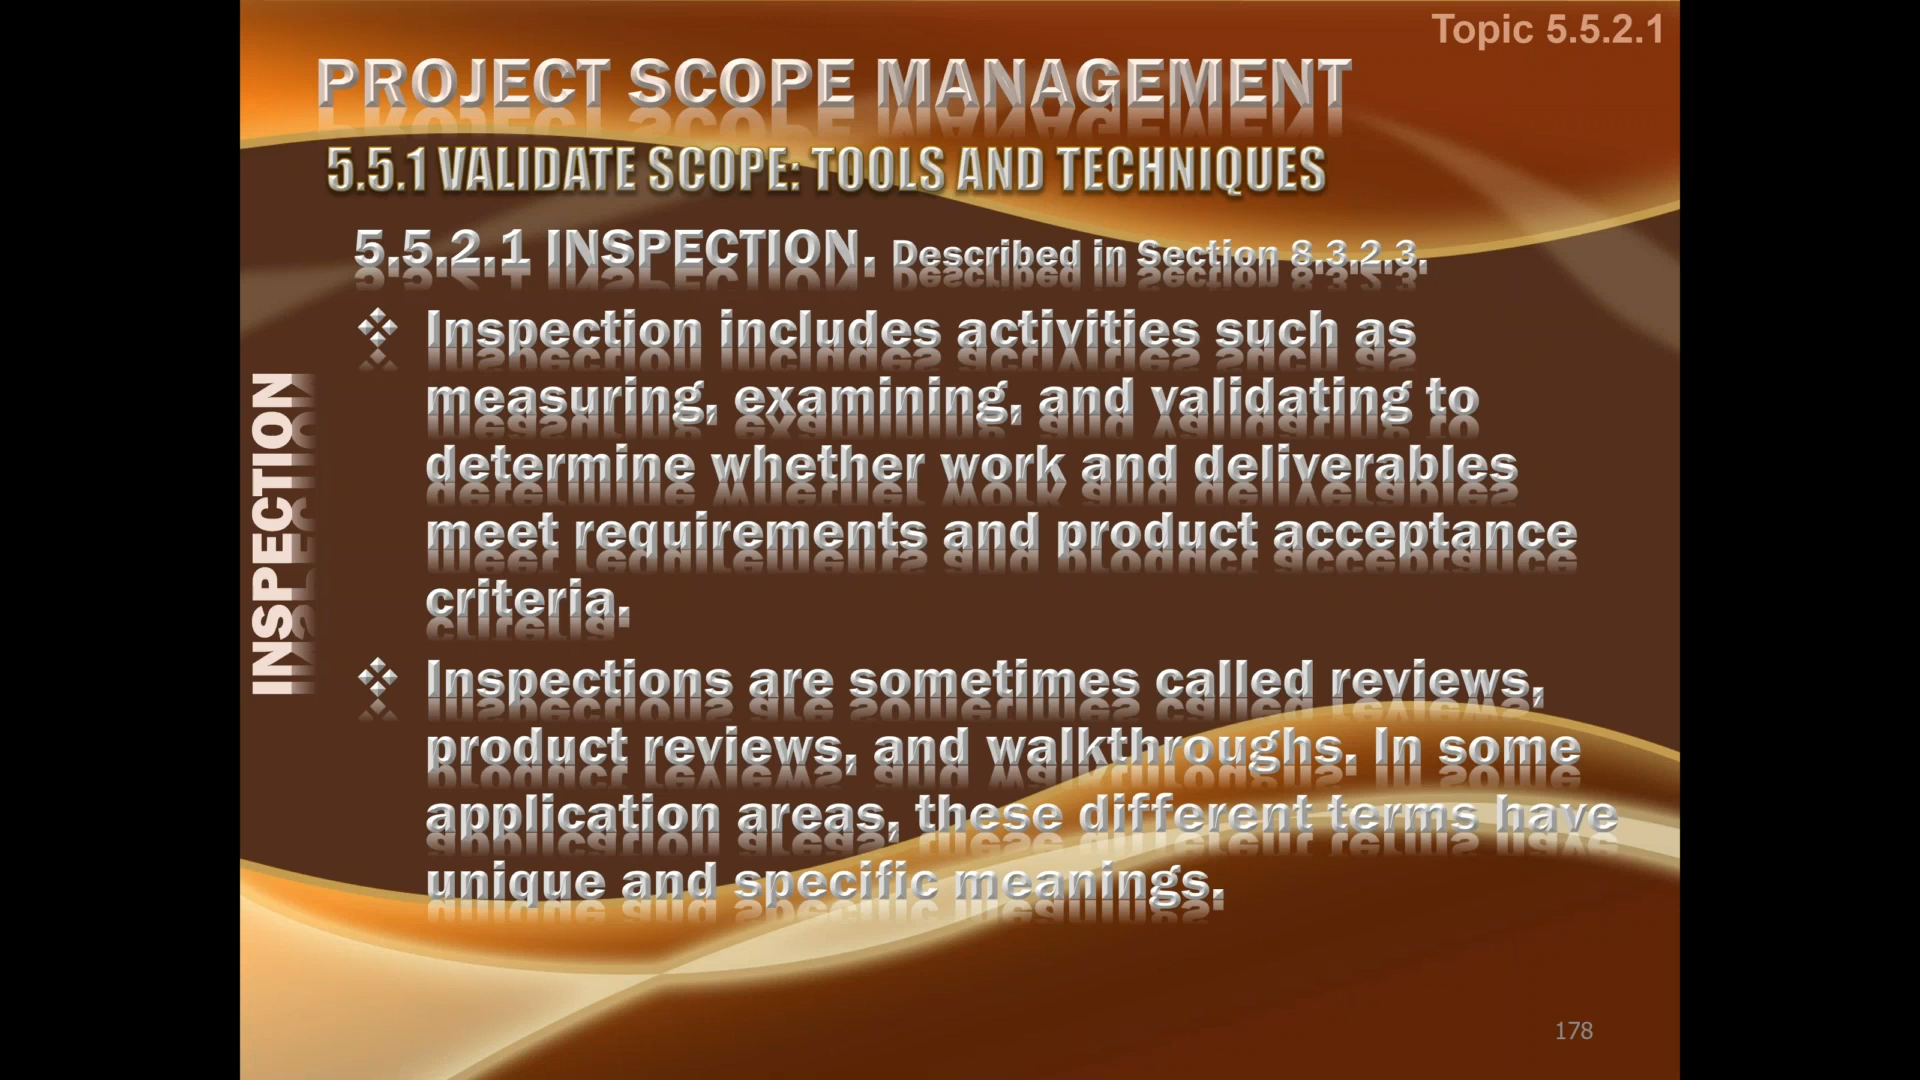 Topic 5.5.2.1
PROJECT SCOPE MANAGEMENT
5.5.1 VALIDATE SCOPE: TOOLS AND TECHNIQUES
5.5.2.1 INSPECTION. Described in Section 8.3.2.3.
INSPECTION
❖ Inspection includes activities such as
measuring, examining, and validating to
determine whether work and deliverables
meet requirements and product acceptance
criteria.
❖ Inspections are sometimes called reviews,
product reviews, and walkthroughs. In some
application areas, these different terms have
unique and specific meanings.
178